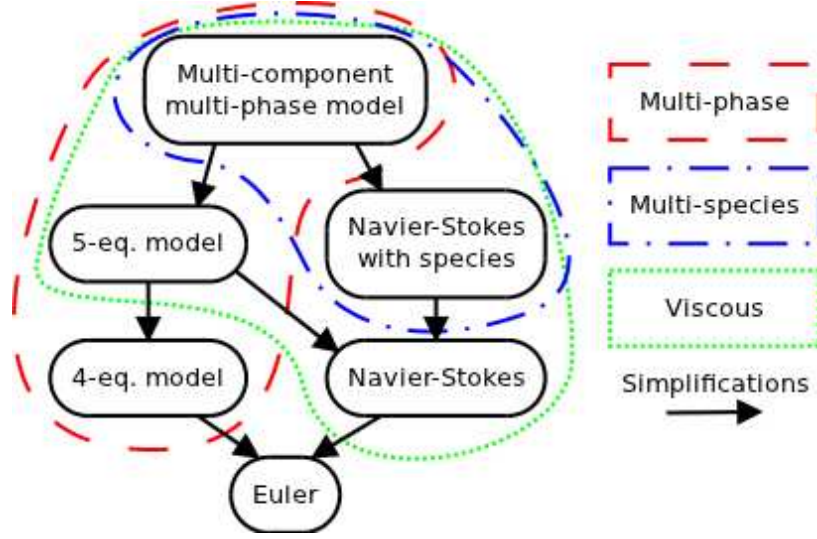 Multi-component
multi-phase model
5-eq. model
Navier-Stokes
with species
4-eq. model
Navier-Stokes
Euler
Multi-phase
Multi-species
Viscous
Simplifications